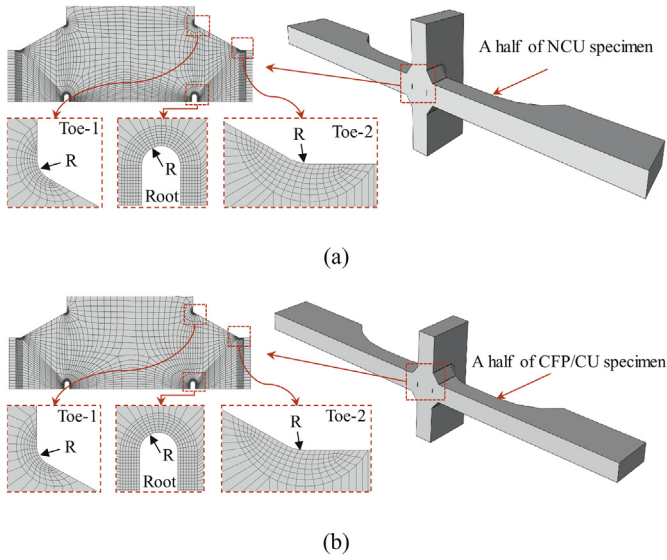 A half of NCU specimen
Toe-1
R
R
Root
R
Toe-2
(a)
A half of CFP/CU specimen
Toe-1
R
R
Root
R
Toe-2
(b)